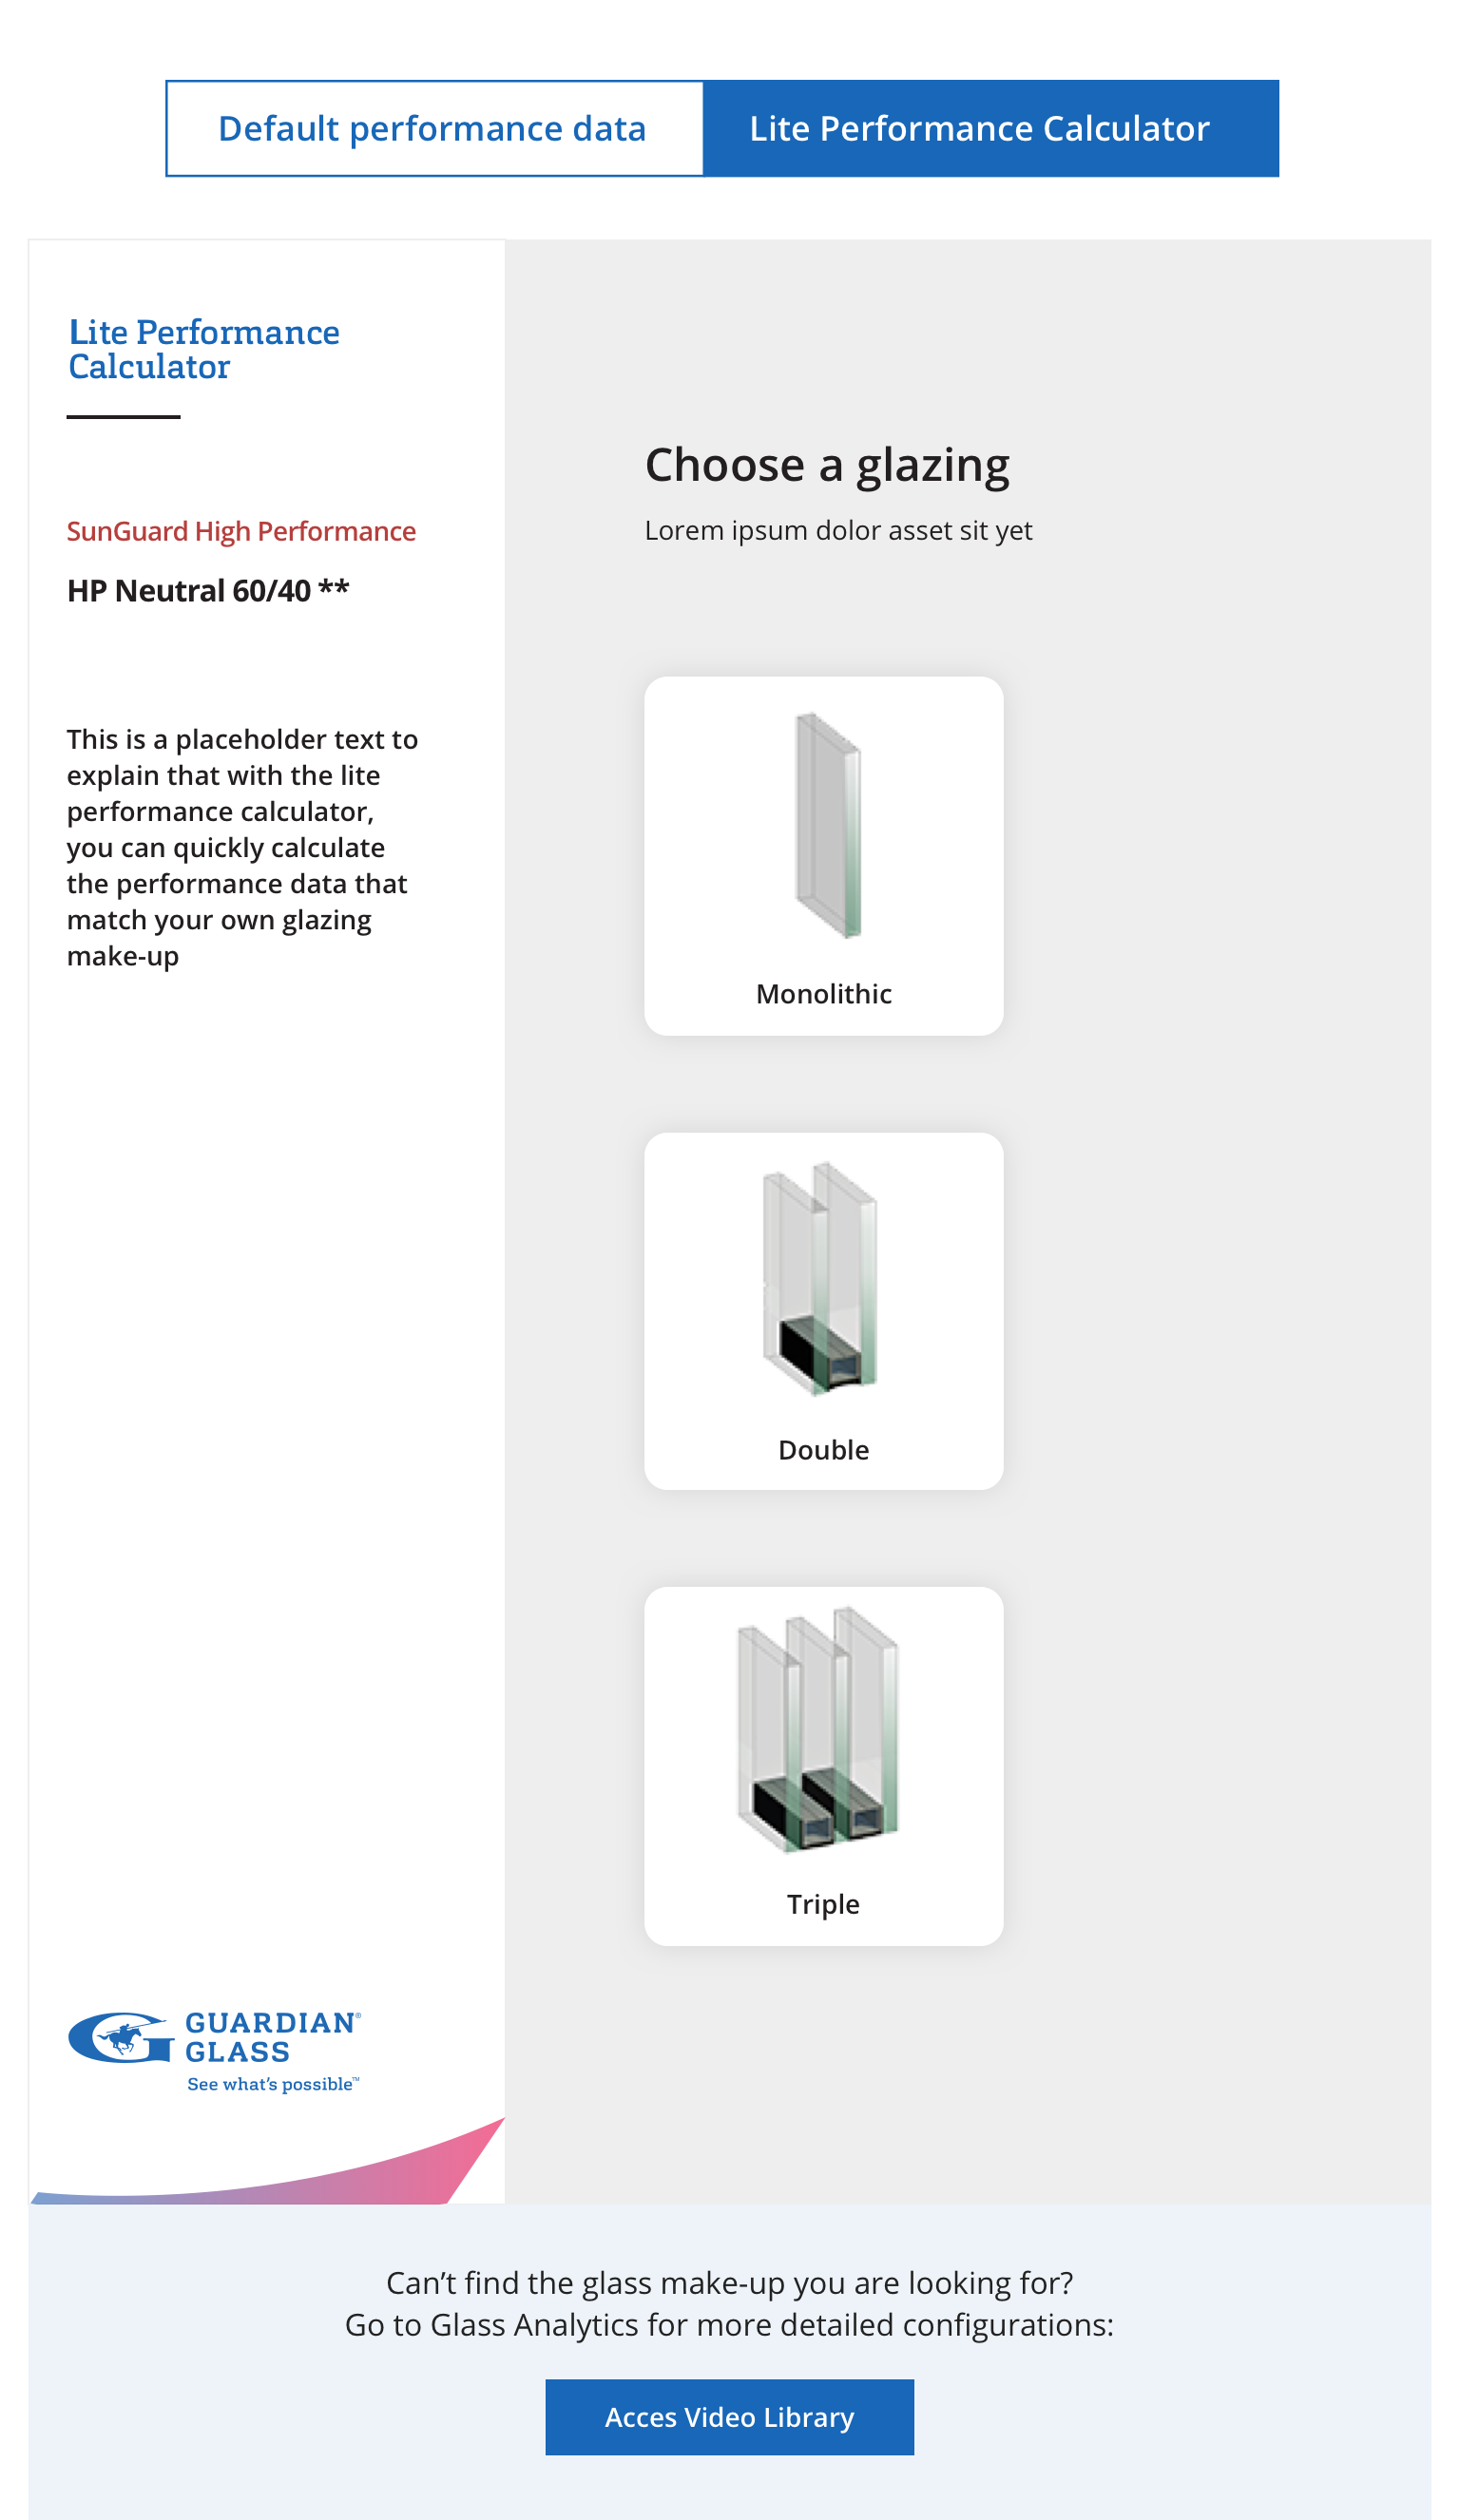 Default performance data
Lite Performance Calculator
Lite Performance
Calculator
SunGuard High Performance
HP Neutral 60/40 **
This is a placeholder text to
explain that with the lite
performance calculator,
you can quickly calculate
the performance data that
match your own glazing
make-up
Choose a glazing
Lorem ipsum dolor asset sit yet
Monolithic
Double
Triple
GUARDIAN®
GLASS
See what's possible™
Can't find the glass make-up you are looking for?
Go to Glass Analytics for more detailed configurations:
Acces Video Library